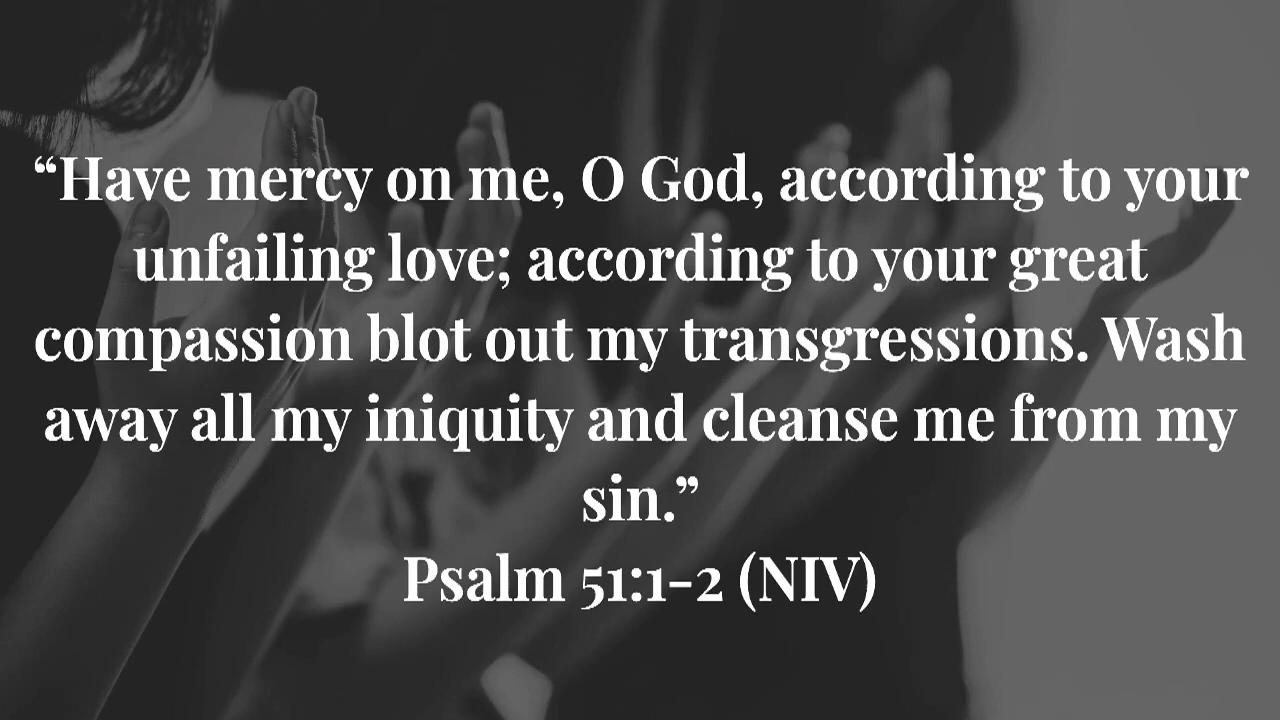 “Have mercy on me, O God, according to your
unfailing love; according to your great
compassion blot out my transgressions. Wash
away all my iniquity and cleanse me from my
sin.”
Psalm 51:1-2 (NIV)